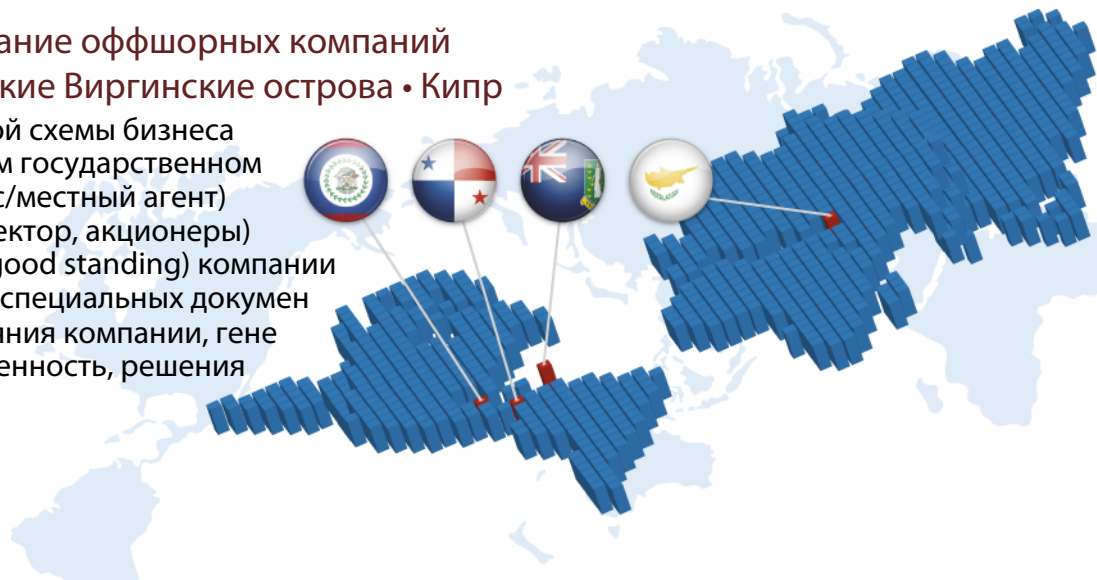 ание оффшорных компаний
кие Виргинские острова • Кипр
ой схемы бизнеса
м государственном
с/местный агент)
ектор, акционеры)
good standing) компании
специальных докумен
яния компании, гене
енность, решения